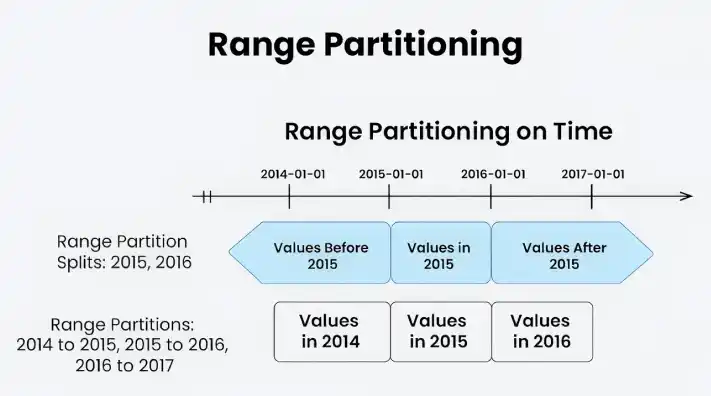 Range Partitioning
Range Partitioning on Time
2014-01-01 2015-01-01 2016-01-01 2017-01-01
Range Partition
Splits: 2015, 2016
Values Before
2015
Values in
2015
Values After
2015
Range Partitions:
2014 to 2015, 2015 to 2016,
2016 to 2017
Values
in 2014
Values
in 2015
Values
in 2016